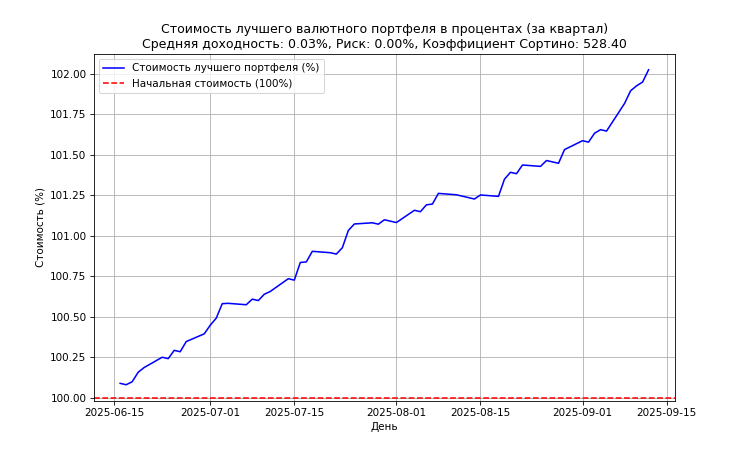 Стоимость лучшего валютного портфеля в процентах (за квартал)
Средняя доходность: 0.03%, Риск: 0.00%, Коэффициент Сортино: 528.40
Стоимость лучшего портфеля (%)
Начальная стоимость (100%)
Стоимость (%)
102.00
101.75
101.50
101.25
101.00
100.75
100.50
100.25
100.00
2025-06-15
2025-07-01
2025-07-15
2025-08-01
2025-08-15
2025-09-01
2025-09-15
День